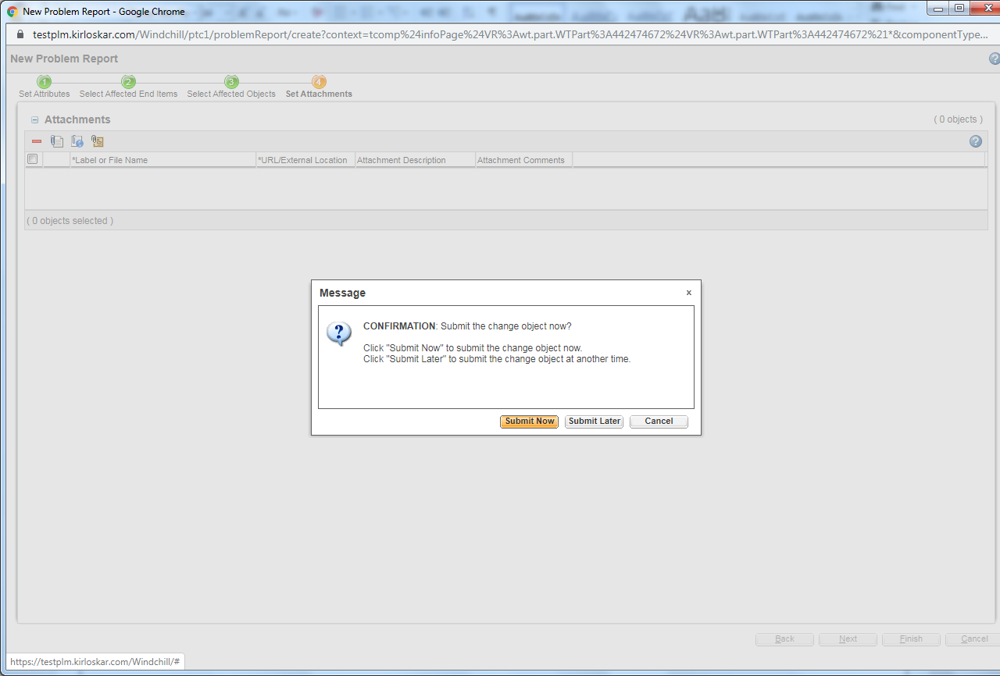 New Problem Report - Google Chrome
testplm.kirloskar.com/Windchill/ptc1/problemReport/create?context=tcomp%24infoPage%24VR%3Awt.part.WTPart%3A442474672%24VR%3Awt.part.WTPart%3A442474672%21*&componentType...
New Problem Report
?
1 2 3 4
Set Attributes Select Affected End Items Select Affected Objects Set Attachments
Attachments ( 0 objects )
?
*Label or File Name *URL/External Location Attachment Description Attachment Comments
( 0 objects selected )
Message x
CONFIRMATION: Submit the change object now?
Click "Submit Now" to submit the change object now.
Click "Submit Later" to submit the change object at another time.
Submit Now Submit Later Cancel
Back Next Finish Cancel
https://testplm.kirloskar.com/Windchill/#